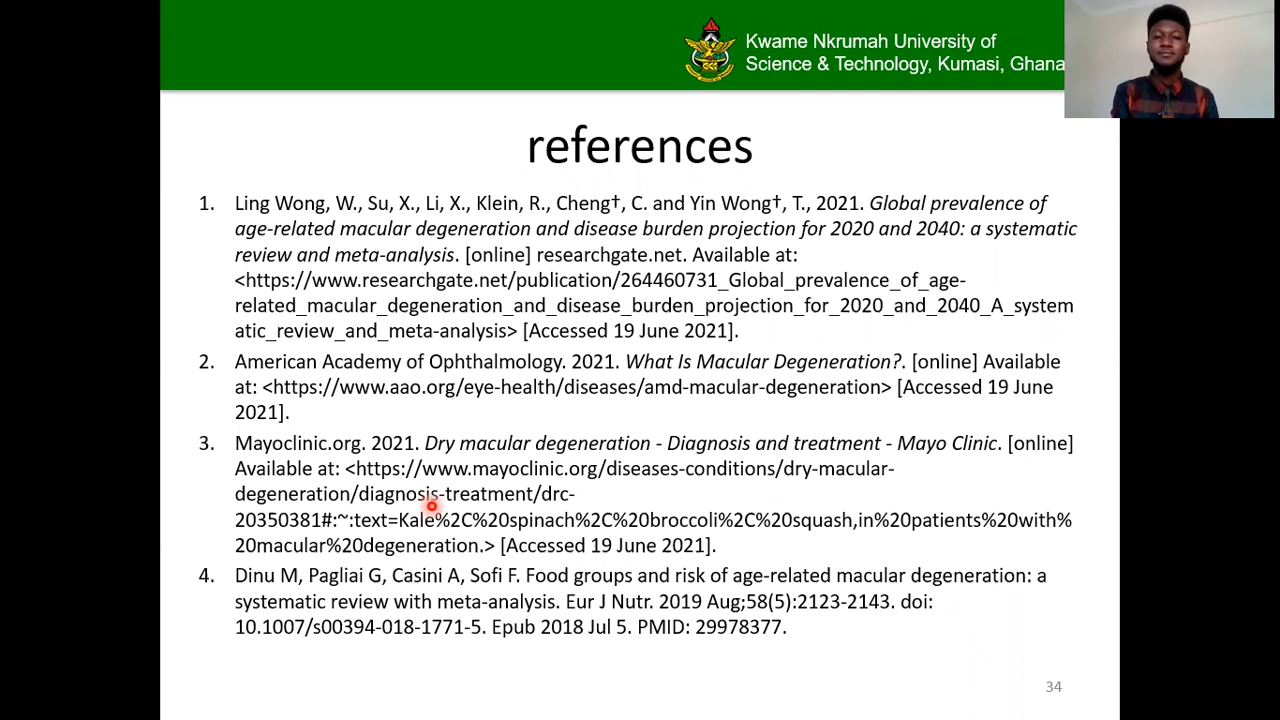 Kwame Nkrumah University of
Science & Technology, Kumasi, Ghana
references
1. Ling Wong, W., Su, X., Li, X., Klein, R., Cheng†, C. and Yin Wong†, T., 2021. Global prevalence of
age-related macular degeneration and disease burden projection for 2020 and 2040: a systematic
review and meta-analysis. [online] researchgate.net. Available at:
<https://www.researchgate.net/publication/264460731_Global_prevalence_of_age-
related_macular_degeneration_and_disease_burden_projection_for_2020_and_2040_A_system
atic_review_and_meta-analysis> [Accessed 19 June 2021].
2. American Academy of Ophthalmology. 2021. What Is Macular Degeneration?. [online] Available
at: <https://www.aao.org/eye-health/diseases/amd-macular-degeneration> [Accessed 19 June
2021].
3. Mayoclinic.org. 2021. Dry macular degeneration - Diagnosis and treatment - Mayo Clinic. [online]
Available at: <https://www.mayoclinic.org/diseases-conditions/dry-macular-
degeneration/diagnosis-treatment/drc-
20350381#:~:text=Kale%2C%20spinach%2C%20broccoli%2C%20squash,in%20patients%20with%
20macular%20degeneration.> [Accessed 19 June 2021].
4. Dinu M, Pagliai G, Casini A, Sofi F. Food groups and risk of age-related macular degeneration: a
systematic review with meta-analysis. Eur J Nutr. 2019 Aug;58(5):2123-2143. doi:
10.1007/s00394-018-1771-5. Epub 2018 Jul 5. PMID: 29978377.
34